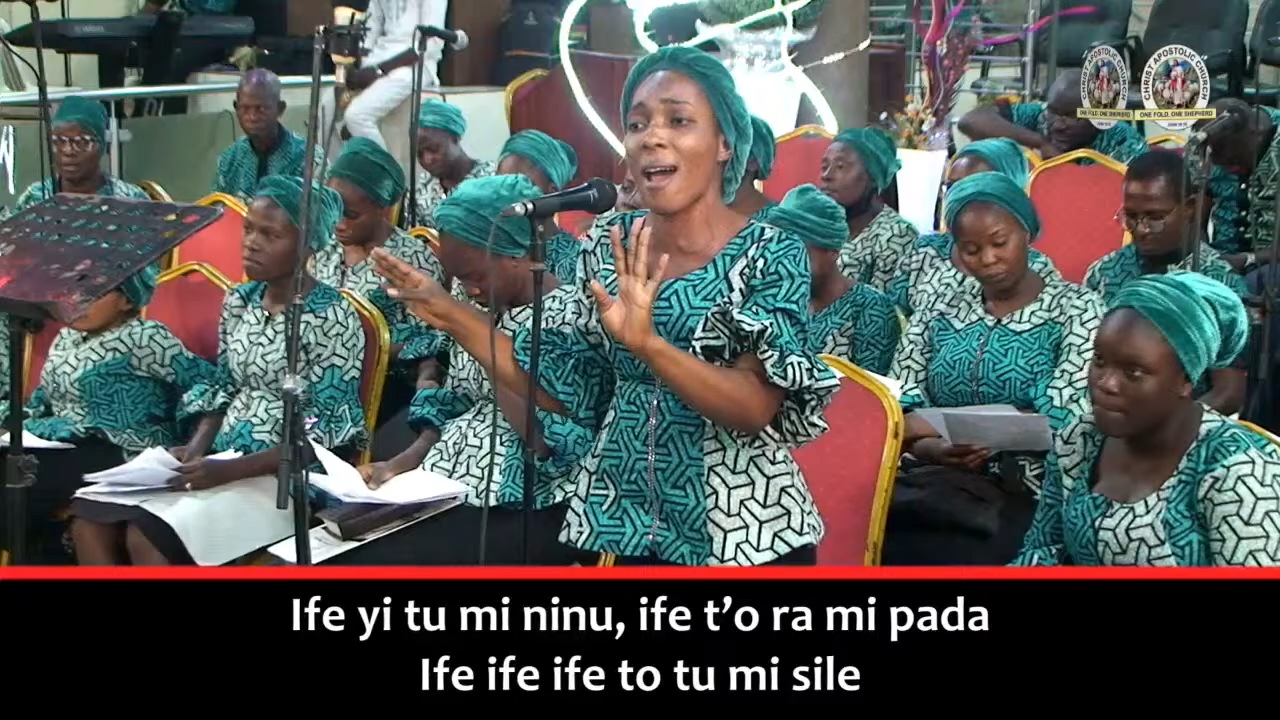 CHRIST APOSTOLIC CHURCH
ONE FOLD, ONE SHEPHERD
CHRIST APOSTOLIC CHURCH
ONE FOLD, ONE SHEPHERD
Ife yi tu mi ninu, ife t’o ra mi pada
Ife ife ife to tu mi sile